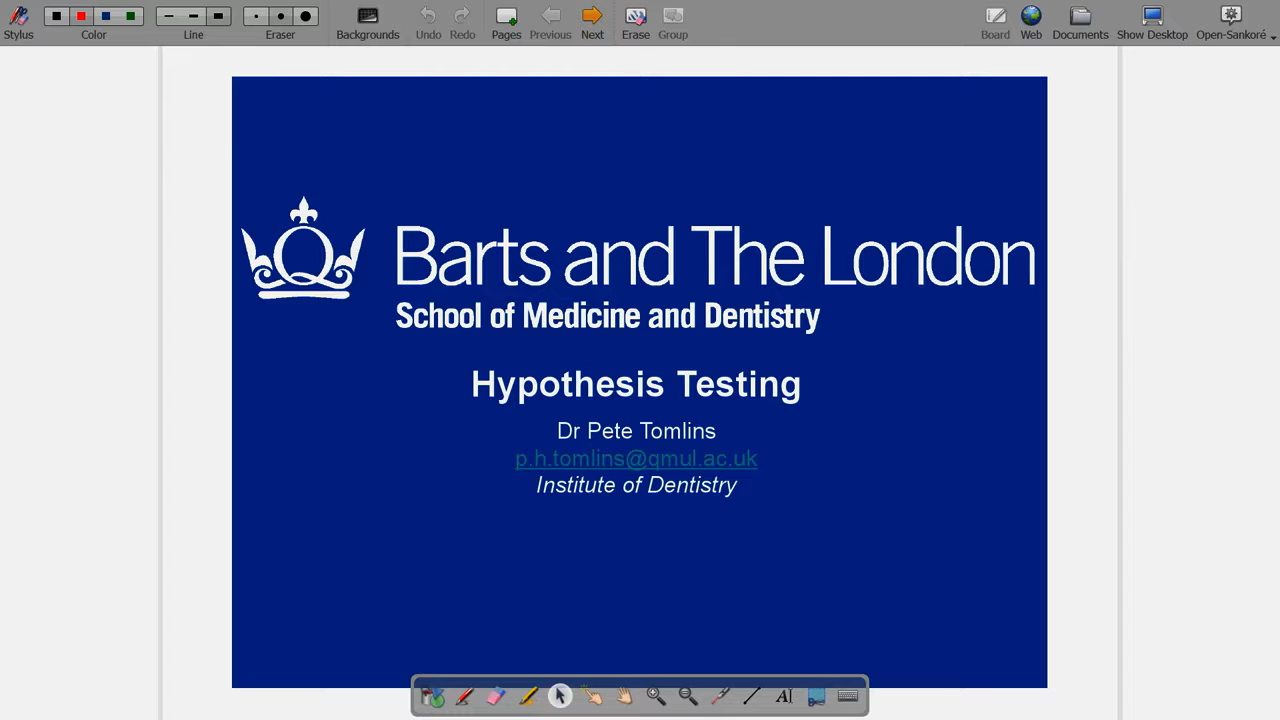 Stylus
Color
Line
Eraser
Backgrounds
Undo
Redo
Pages
Previous
Next
Erase
Group
Board
Web
Documents
Show Desktop
Open-Sankoré
Barts and The London
School of Medicine and Dentistry
Hypothesis Testing
Dr Pete Tomlins
p.h.tomlins@qmul.ac.uk
Institute of Dentistry